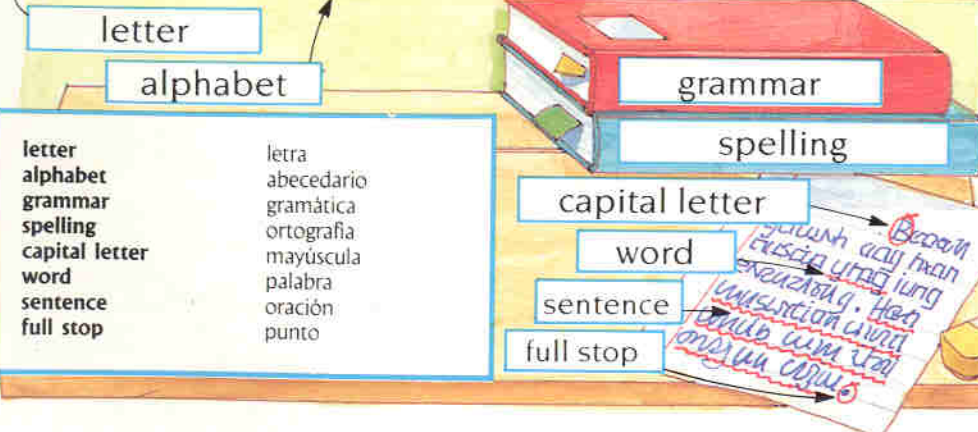 letter
alphabet
grammar
spelling
letter letra
alphabet abecedario
grammar gramática
spelling ortografía
capital letter mayúscula
word palabra
sentence oración
full stop punto
capital letter
word
sentence
full stop